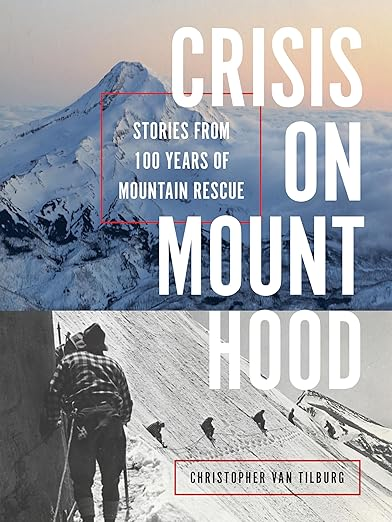 CRISIS
ON
MOUNT
HOOD
STORIES FROM
100 YEARS OF
MOUNTAIN RESCUE
CHRISTOPHER VAN TILBURG